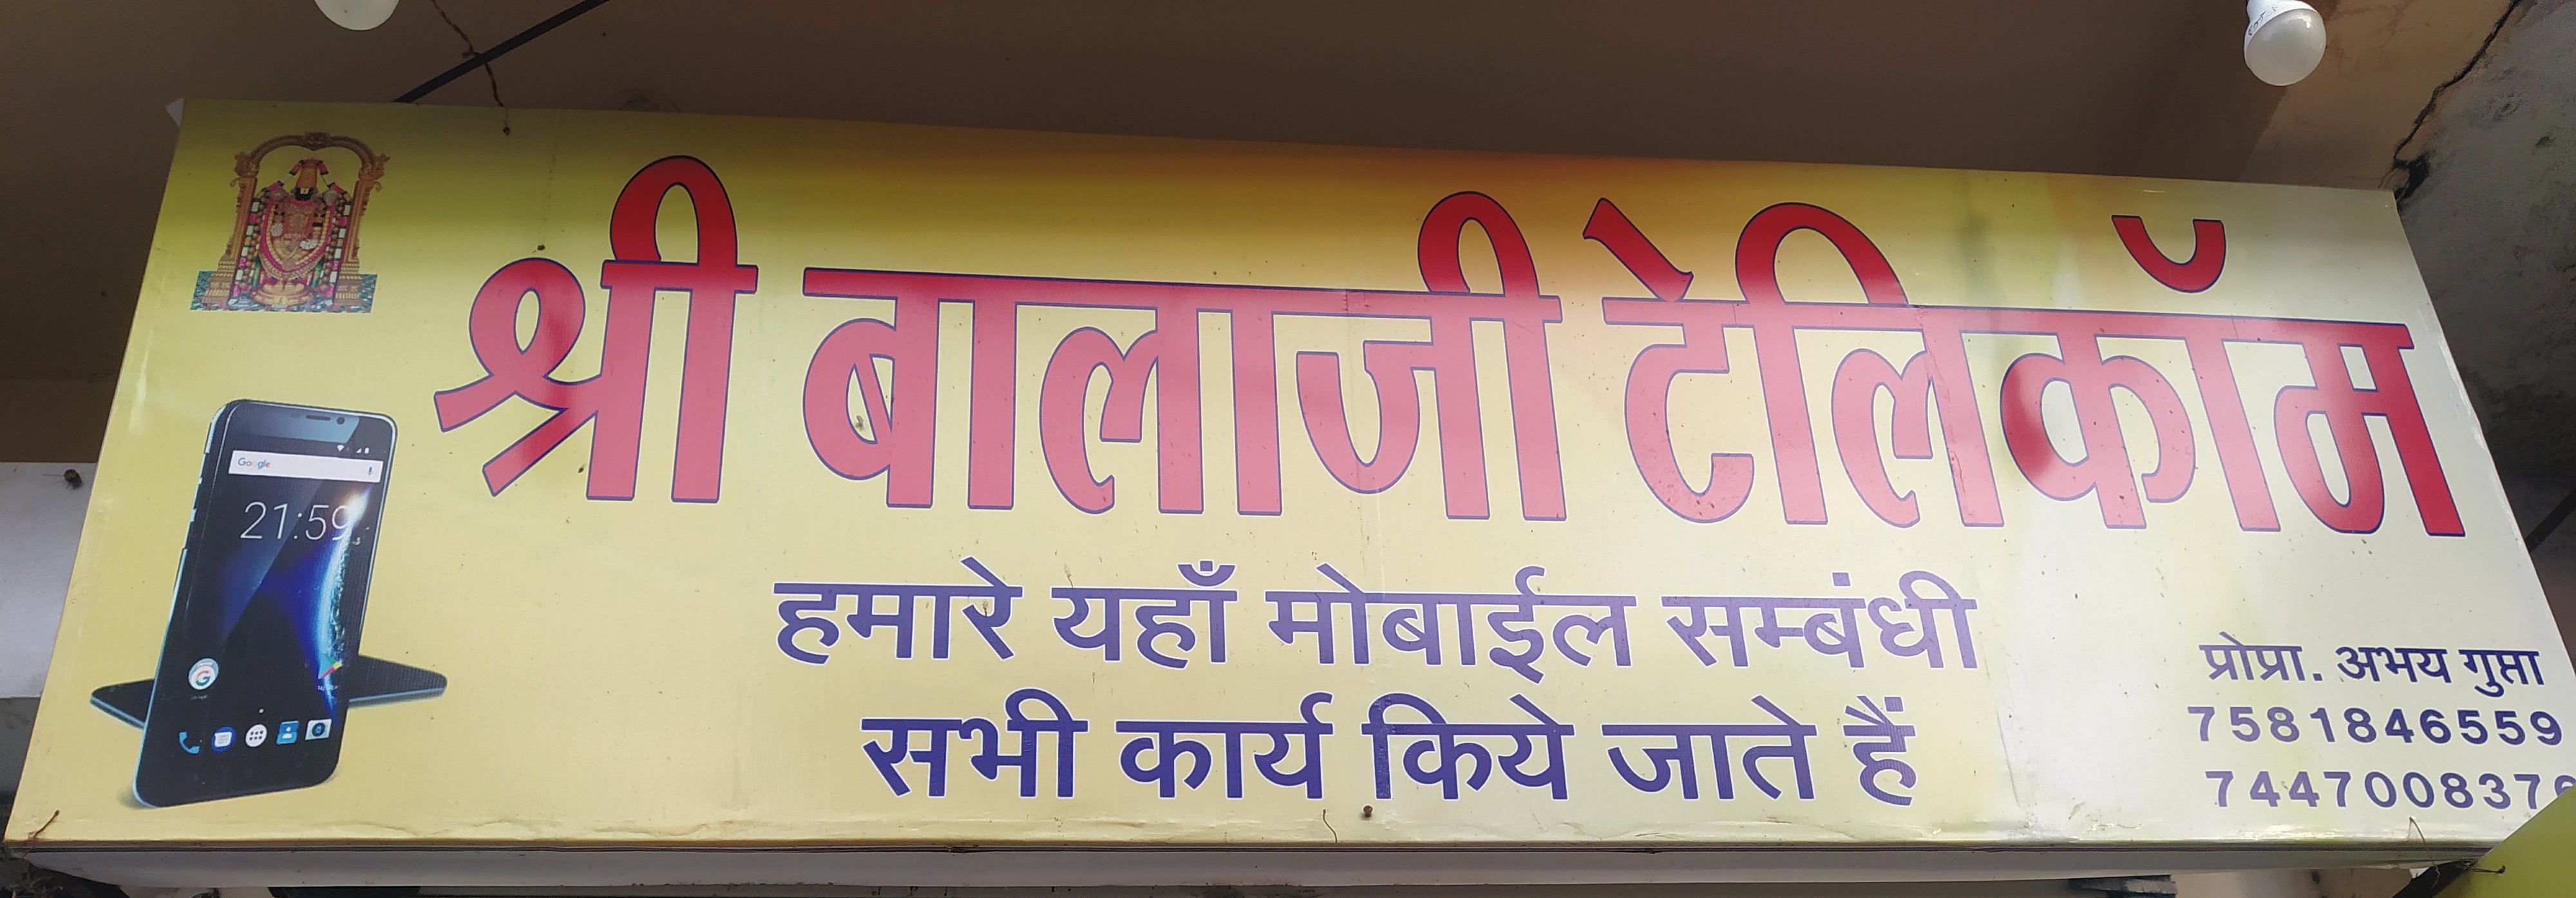 श्री बालाजी टेलिकॉम
Google
21:59
हमारे यहाँ मोबाईल सम्बंधी
सभी कार्य किये जाते हैं
प्रोप्रा. अभय गुप्ता
7581846559